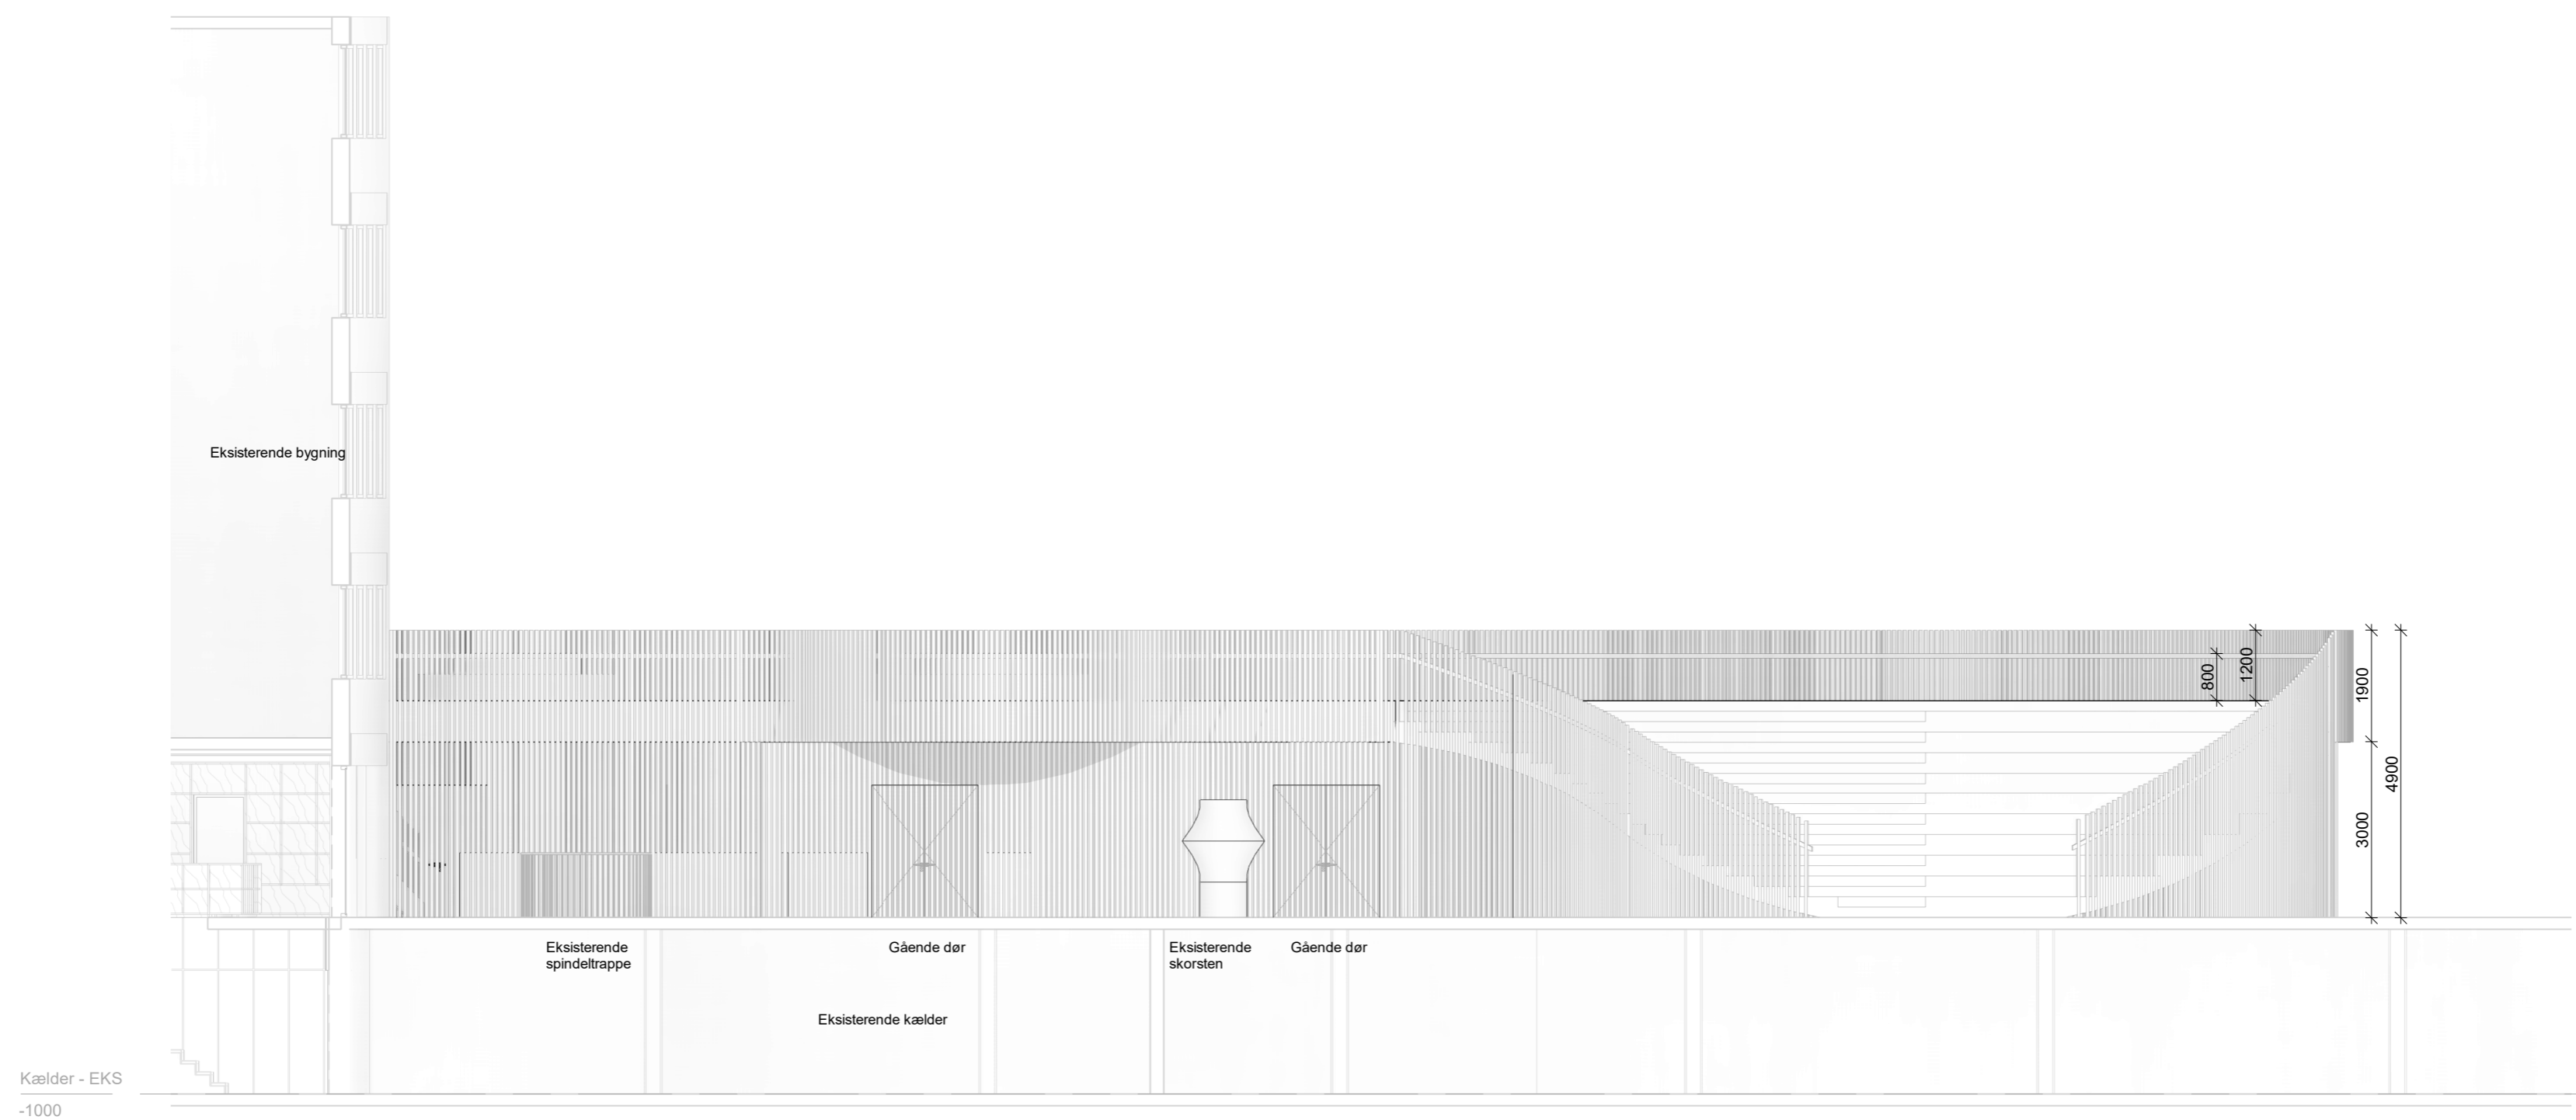 Eksisterende bygning
800
1200
1900
4900
3000
Eksisterende
spindeltrappe
Gående dør
Eksisterende
skorsten
Gående dør
Eksisterende kælder
Kælder - EKS
-1000